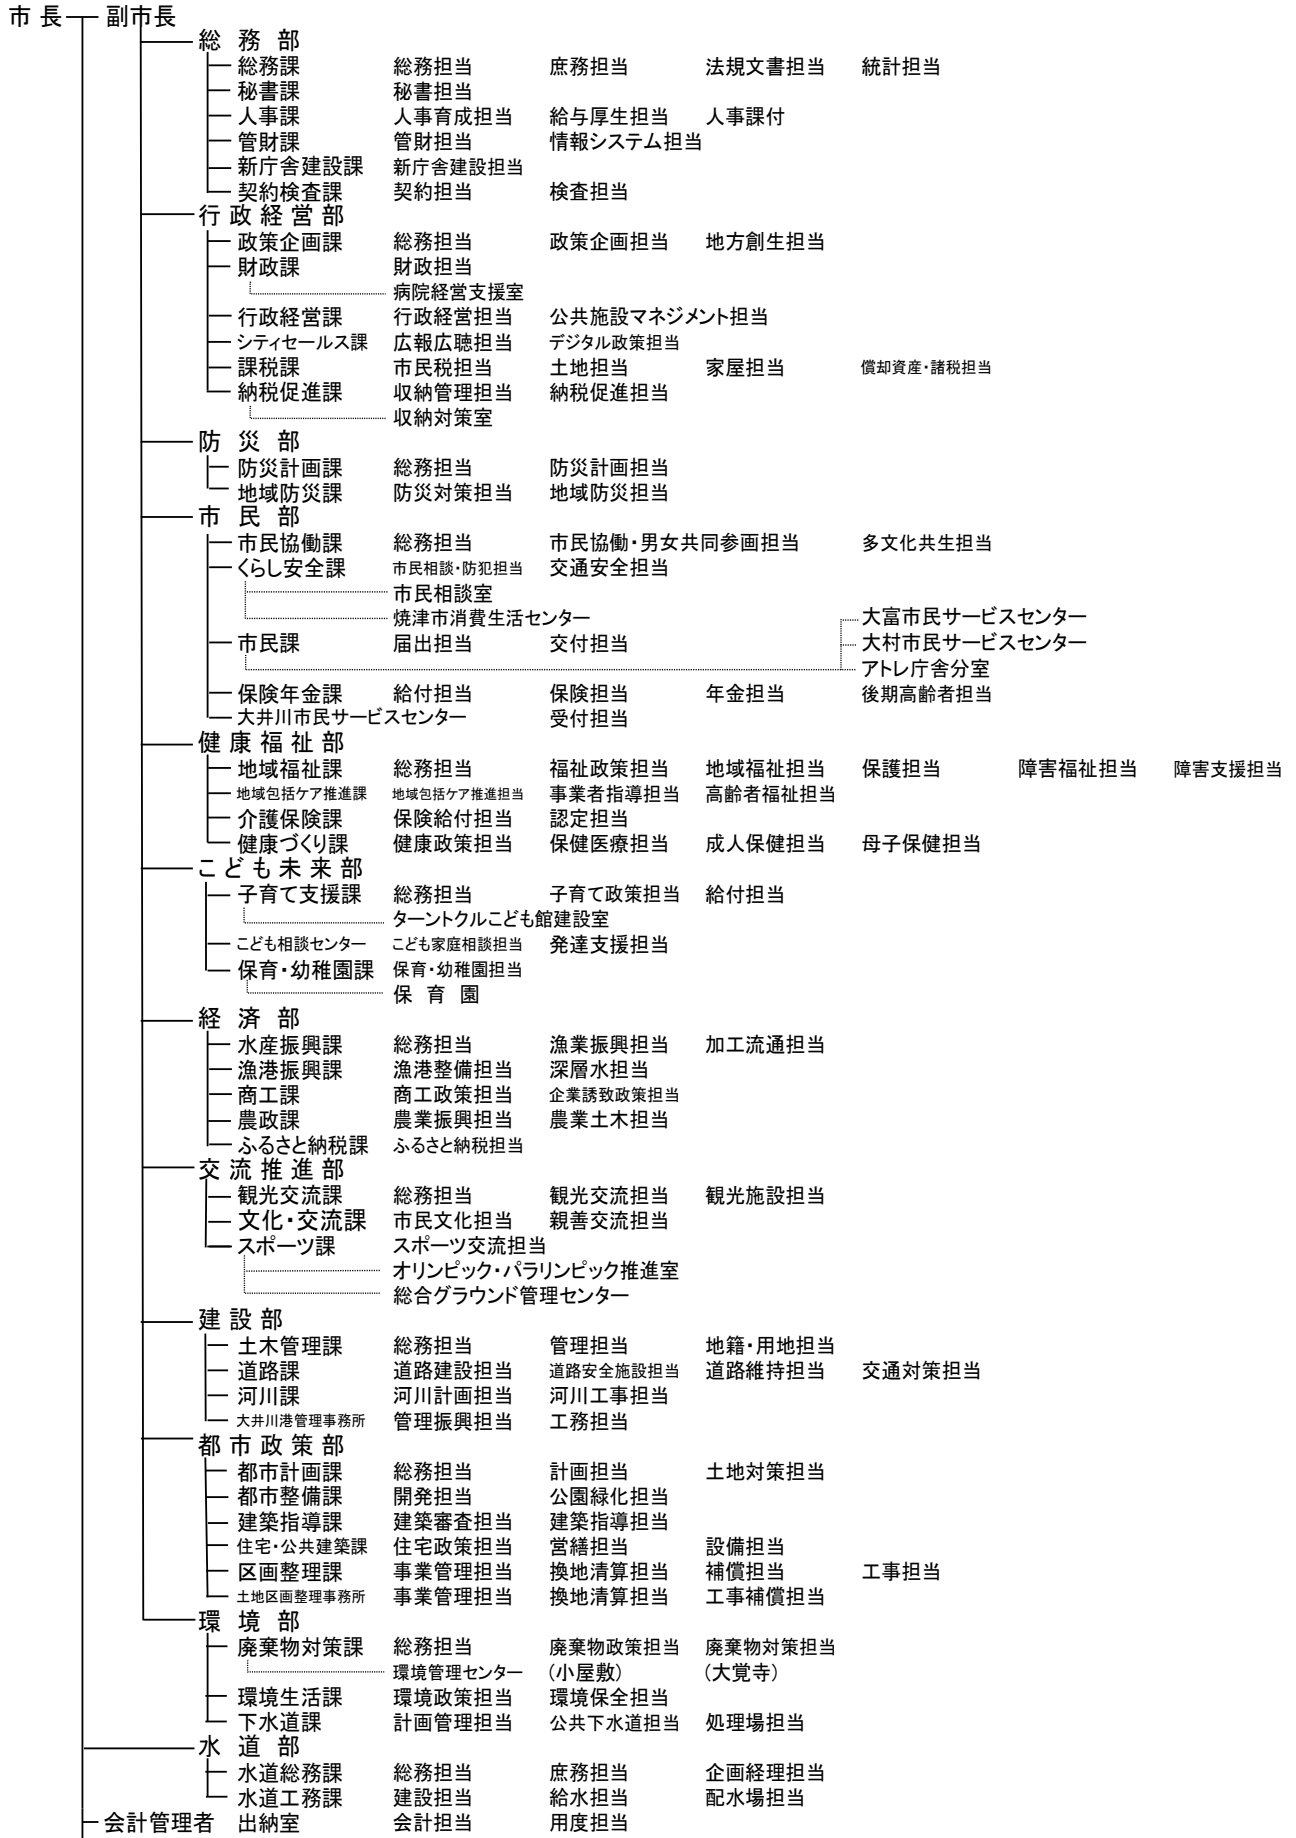 市 長 副市長
総 務 部
総務課 総務担当 庶務担当 法規文書担当 統計担当
秘書課 秘書担当
人事課 人事育成担当 給与厚生担当 人事課付
管財課 管財担当 情報システム担当
新庁舎建設課 新庁舎建設担当
契約検査課 契約担当 検査担当
行 政 経 営 部
政策企画課 総務担当 政策企画担当 地方創生担当
財政課 財政担当
病院経営支援室
行政経営課 行政経営担当 公共施設マネジメント担当
シティセールス課 広報広聴担当 デジタル政策担当
課税課 市民税担当 土地担当 家屋担当 償却資産・諸税担当
納税促進課 収納管理担当 納税促進担当
収納対策室
防 災 部
防災計画課 総務担当 防災計画担当
地域防災課 防災対策担当 地域防災担当
市 民 部
市民協働課 総務担当 市民協働・男女共同参画担当 多文化共生担当
くらし安全課 市民相談・防犯担当 交通安全担当
市民相談室
焼津市消費生活センター 大富市民サービスセンター
市民課 届出担当 交付担当 大村市民サービスセンター
アトレ庁舎分室
保険年金課 給付担当 保険担当 年金担当 後期高齢者担当
大井川市民サービスセンター 受付担当
健 康 福 祉 部
地域福祉課 総務担当 福祉政策担当 地域福祉担当 保護担当 障害福祉担当 障害支援担当
地域包括ケア推進課 地域包括ケア推進担当 事業者指導担当 高齢者福祉担当
介護保険課 保険給付担当 認定担当
健康づくり課 健康政策担当 保健医療担当 成人保健担当 母子保健担当
こ ど も 未 来 部
子育て支援課 総務担当 子育て政策担当 給付担当
ターントクルこども館建設室
こども相談センター こども家庭相談担当 発達支援担当
保育・幼稚園課 保育・幼稚園担当
保 育 園
経 済 部
水産振興課 総務担当 漁業振興担当 加工流通担当
漁港振興課 漁港整備担当 深層水担当
商工課 商工政策担当 企業誘致政策担当
農政課 農業振興担当 農業土木担当
ふるさと納税課 ふるさと納税担当
交 流 推 進 部
観光交流課 総務担当 観光交流担当 観光施設担当
文化・交流課 市民文化担当 親善交流担当
スポーツ課 スポーツ交流担当
オリンピック・パラリンピック推進室
総合グラウンド管理センター
建 設 部
土木管理課 総務担当 管理担当 地籍・用地担当
道路課 道路建設担当 道路安全施設担当 道路維持担当 交通対策担当
河川課 河川計画担当 河川工事担当
大井川港管理事務所 管理振興担当 工務担当
都 市 政 策 部
都市計画課 総務担当 計画担当 土地対策担当
都市整備課 開発担当 公園緑化担当
建築指導課 建築審査担当 建築指導担当
住宅・公共建築課 住宅政策担当 営繕担当 設備担当
区画整理課 事業管理担当 換地清算担当 補償担当 工事担当
土地区画整理事務所 事業管理担当 換地清算担当 工事補償担当
環 境 部
廃棄物対策課 総務担当 廃棄物政策担当 廃棄物対策担当
環境管理センター (小屋敷) (大覚寺)
環境生活課 環境政策担当 環境保全担当
下水道課 計画管理担当 公共下水道担当 処理場担当
水 道 部
水道総務課 総務担当 庶務担当 企画経理担当
水道工務課 建設担当 給水担当 配水場担当
会計管理者 出納室 会計担当 用度担当